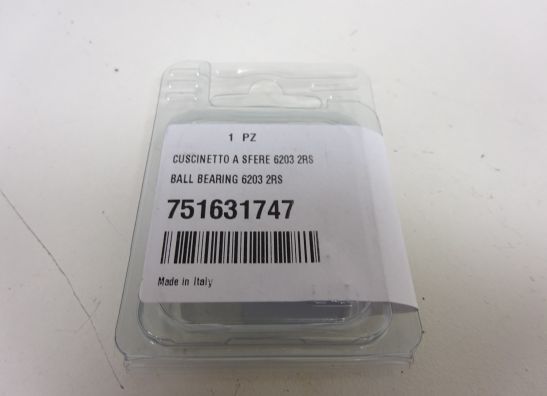 1 PZ
CUSCINETTO A SFERE 6203 2RS
BALL BEARING 6203 2RS
751631747
Made in Italy